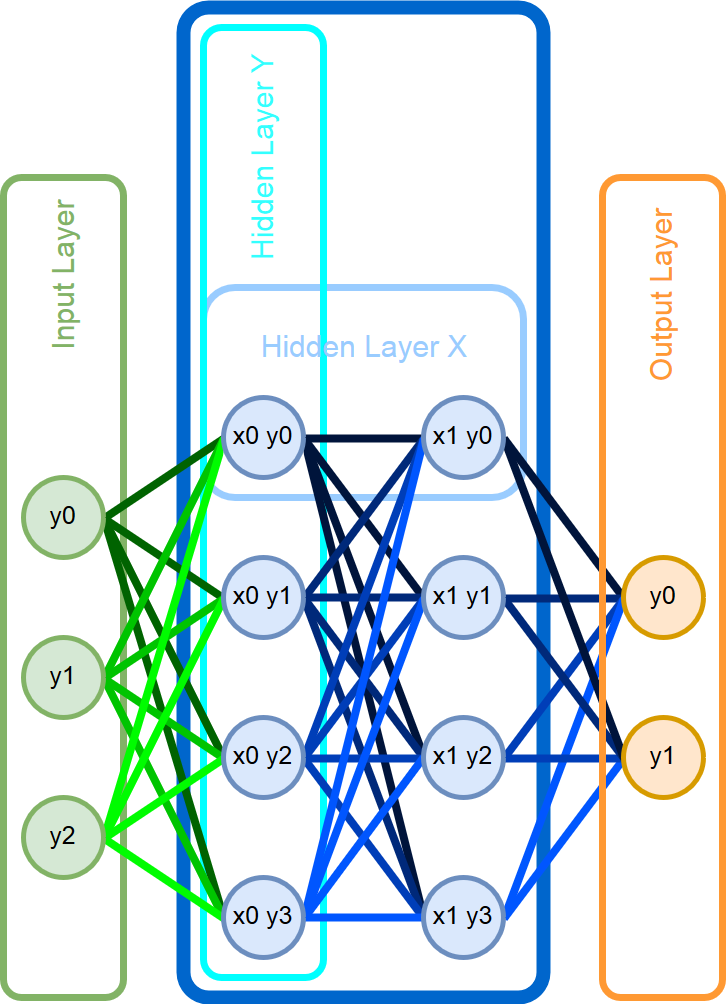 Input Layer
Hidden Layer Y
Hidden Layer X
Output Layer
y0
y1
y2
x0 y0
x0 y1
x0 y2
x0 y3
x1 y0
x1 y1
x1 y2
x1 y3
y0
y1